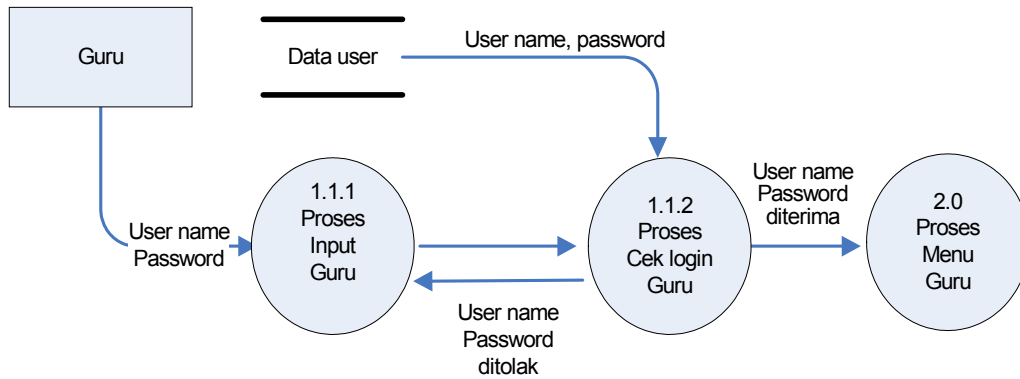 Guru
Data user
User name, password
User name
Password
1.1.1
Proses
Input
Guru
1.1.2
Proses
Cek login
Guru
User name
Password
diterima
2.0
Proses
Menu
Guru
User name
Password
ditolak